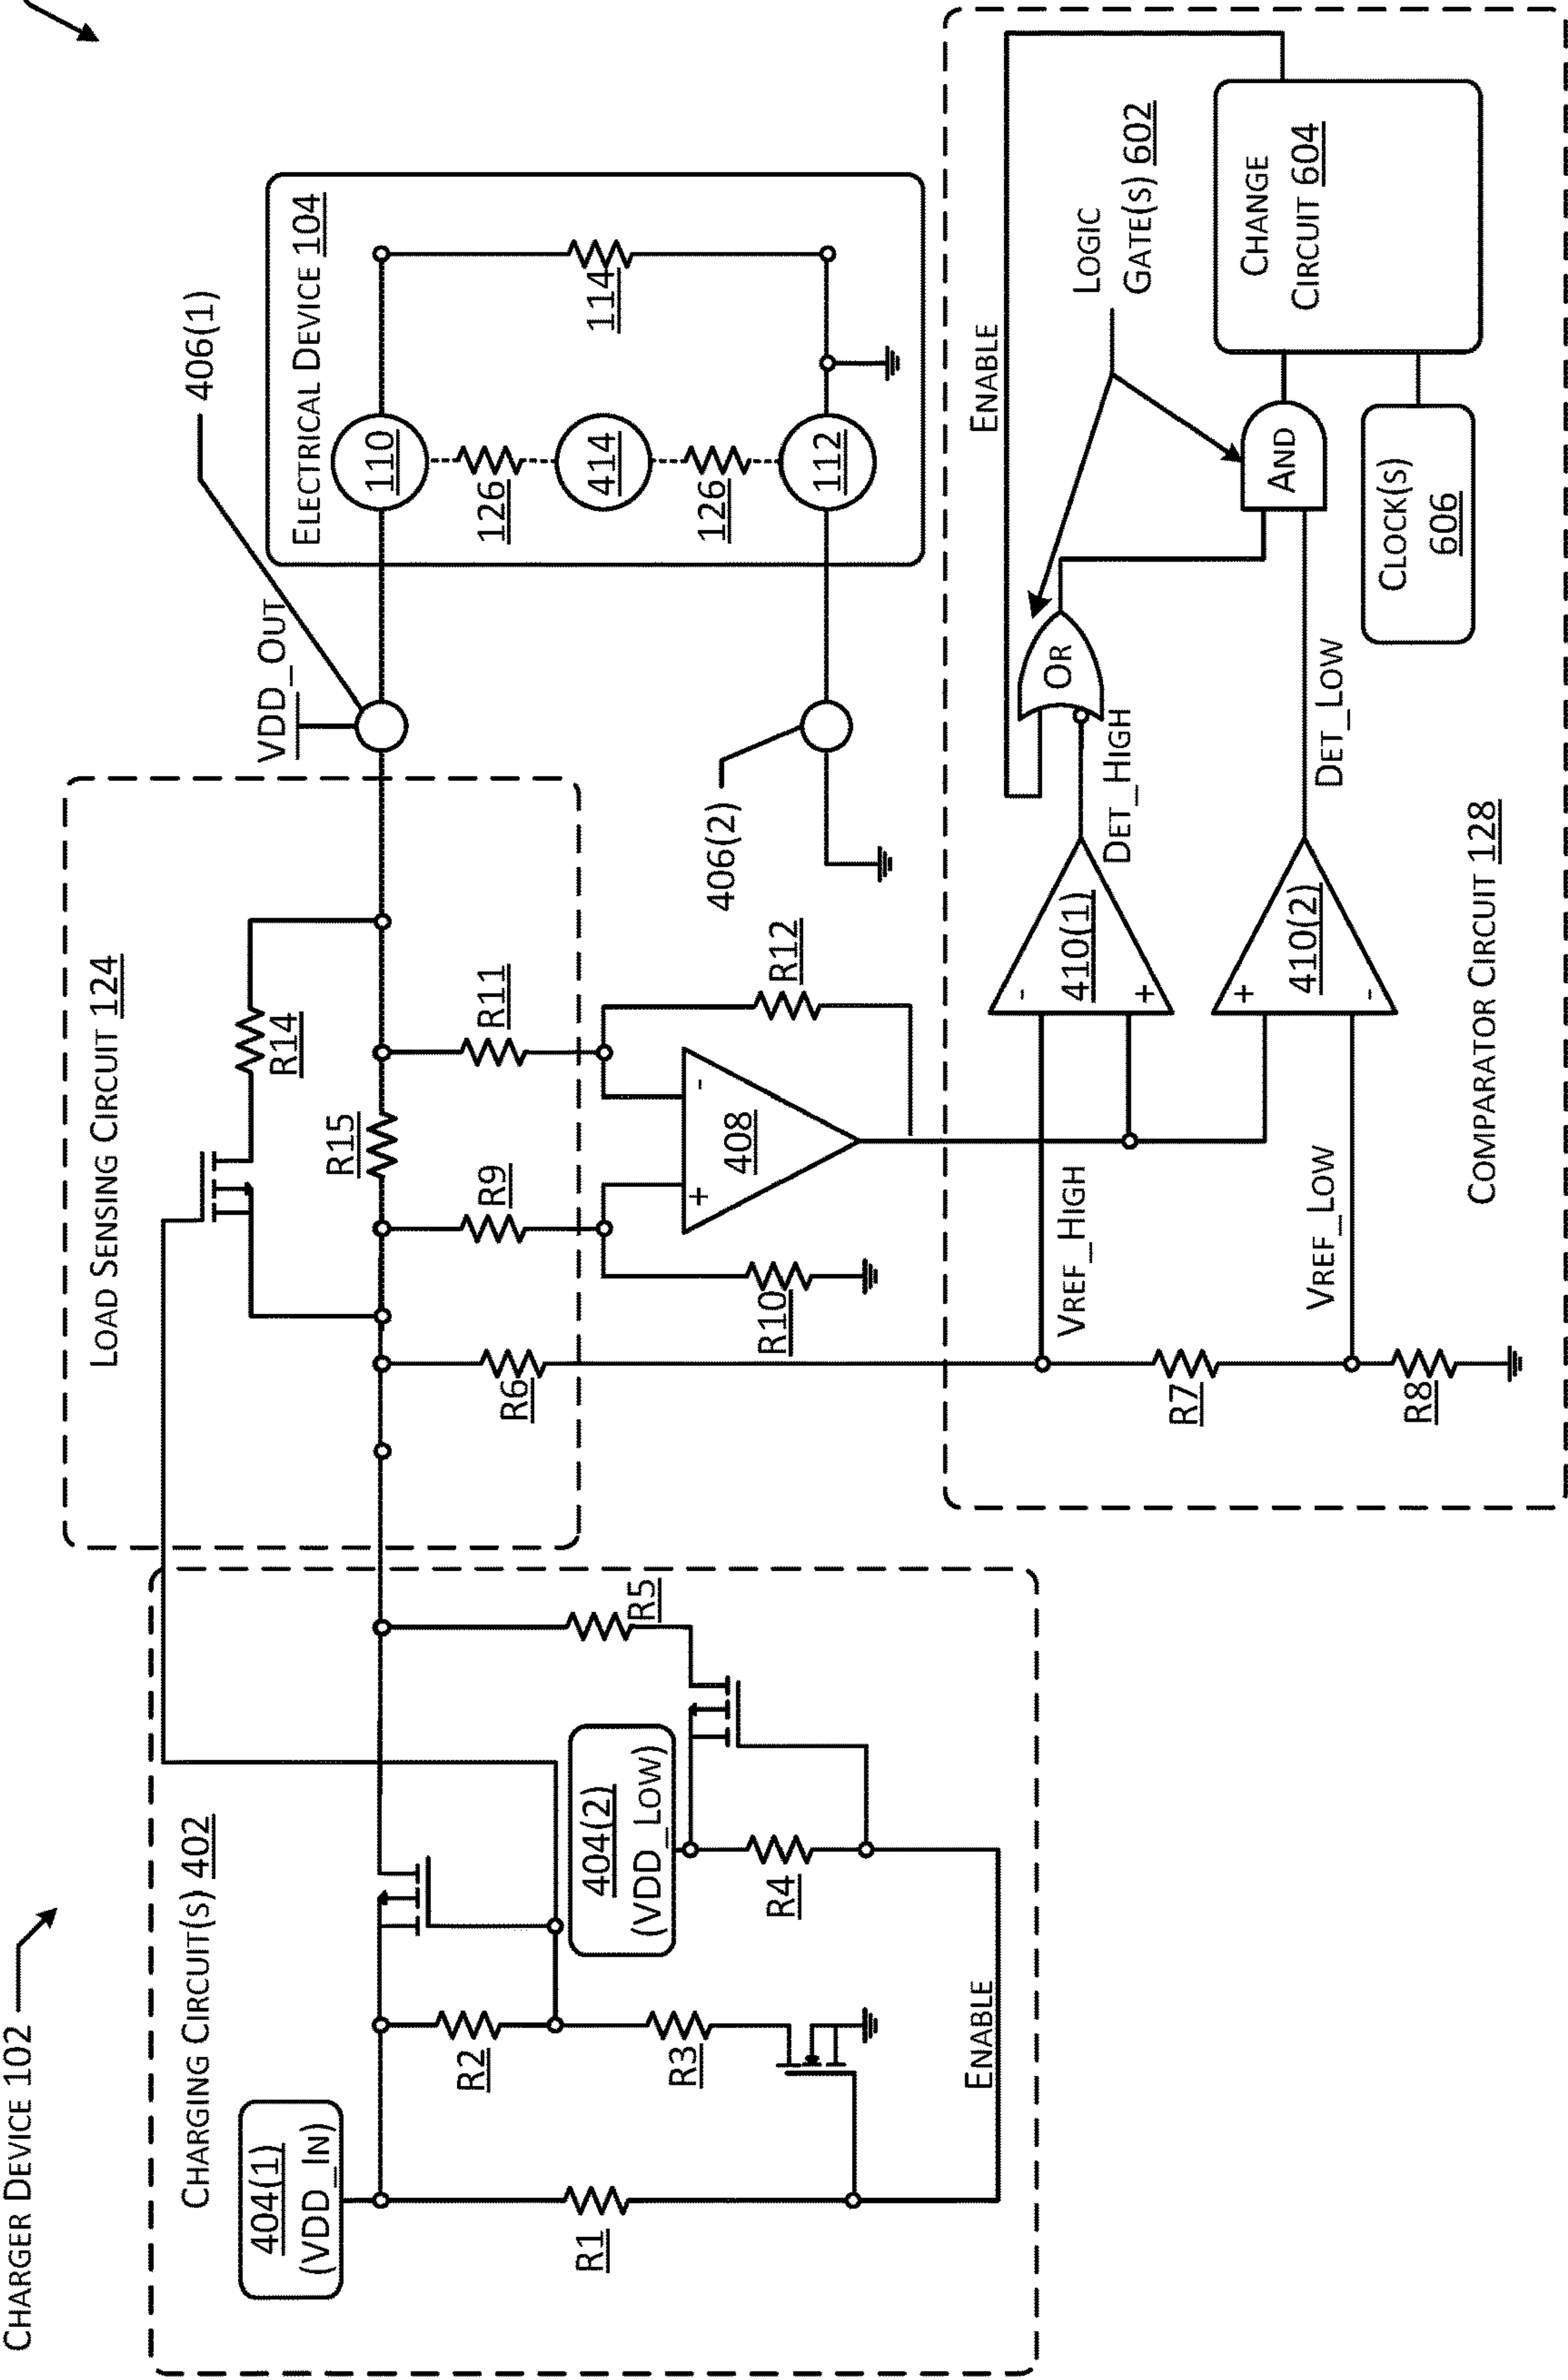 CHARGER DEVICE 102
CHARGING CIRCUIT(S) 402
404(1)
(VDD_IN)
R1
R2
R3
404(2)
(VDD_LOW)
R4
R5
ENABLE
LOAD SENSING CIRCUIT 124
R14
R15
R6
R9
R11
R10
R12
+
-
408
VDD_OUT
406(1)
406(2)
ELECTRICAL DEVICE 104
110
126
414
126
112
114
COMPARATOR CIRCUIT 128
VREF_HIGH
VREF_LOW
R7
R8
-
410(1)
+
+
410(2)
-
DET_HIGH
DET_LOW
OR
AND
ENABLE
LOGIC
GATE(S) 602
CHANGE
CIRCUIT 604
CLOCK(S)
606